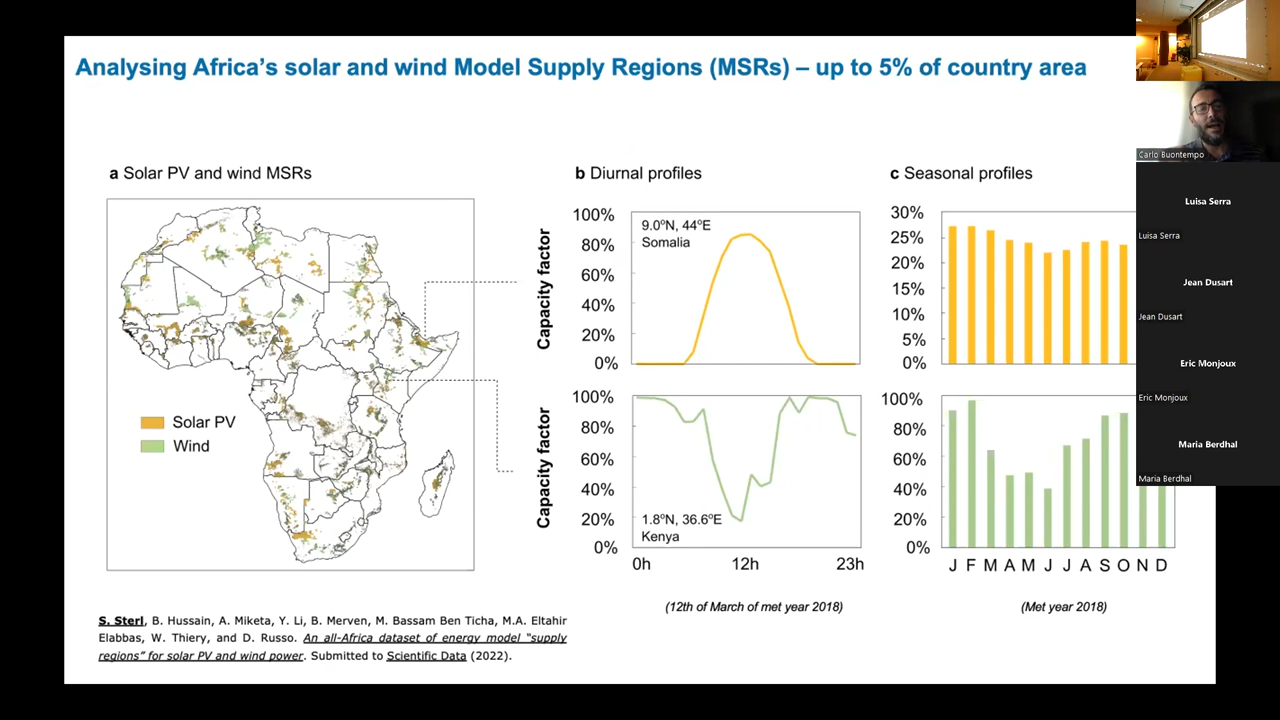 Analysing Africa's solar and wind Model Supply Regions (MSRs) – up to 5% of country area
a Solar PV and wind MSRs
Solar PV
Wind
b Diurnal profiles
Capacity factor
100%
80%
60%
40%
20%
0%
9.0ºN, 44ºE
Somalia
Capacity factor
100%
80%
60%
40%
20%
0%
1.8ºN, 36.6ºE
Kenya
0h 12h 23h
(12th of March of met year 2018)
c Seasonal profiles
30%
25%
20%
15%
10%
5%
0%
100%
80%
60%
40%
20%
0%
J F M A M J J A S O N D
(Met year 2018)
S. Sterl, B. Hussain, A. Miketa, Y. Li, B. Merven, M. Bassam Ben Ticha, M.A. Eltahir
Elabbas, W. Thiery, and D. Russo. An all-Africa dataset of energy model "supply
regions" for solar PV and wind power. Submitted to Scientific Data (2022).
Carlo Buontempo
Luisa Serra
Luisa Serra
Jean Dusart
Jean Dusart
Eric Monjoux
Eric Monjoux
Maria Berdhal
Maria Berdhal